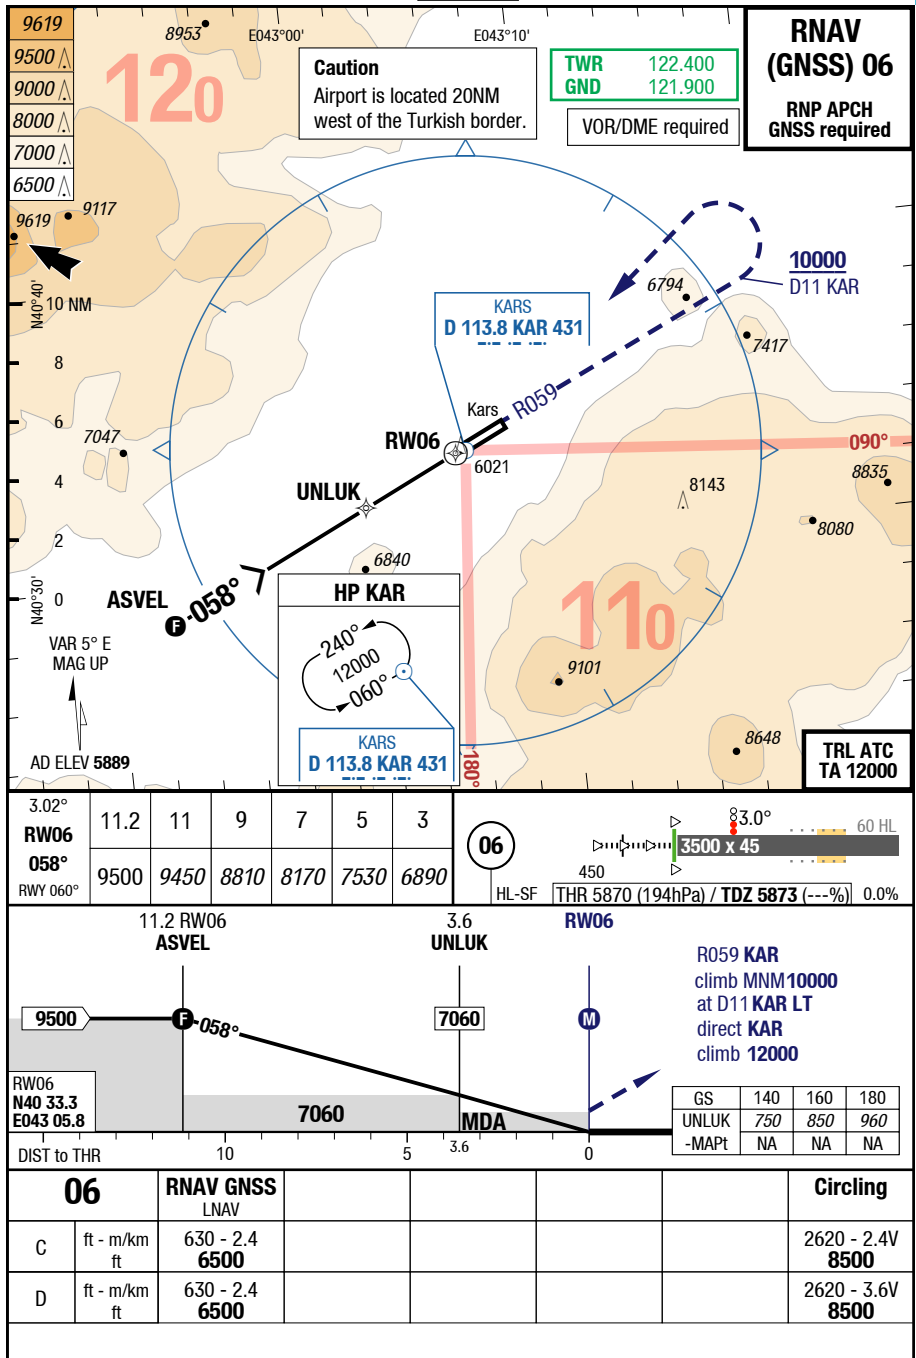 9619
9500
9000
8000
7000
6500
8953
E043°00'
E043°10'
120
Caution
Airport is located 20NM
west of the Turkish border.
TWR 122.400
GND 121.900
VOR/DME required
RNAV
(GNSS) 06
RNP APCH
GNSS required
9619
9117
N40°40'
10 NM
8
6
4
2
0
N40°30'
10000
D11 KAR
6794
7417
KARS
D 113.8 KAR 431
Kars
R059
RW06
6021
090°
7047
UNLUK
8143
8835
8080
6840
ASVEL
F
058°
HP KAR
240°
12000
060°
KARS
D 113.8 KAR 431
180°
110
9101
8648
VAR 5° E
MAG UP
AD ELEV 5889
TRL ATC
TA 12000
3.02°
RW06
058°
RWY 060°
11.2 11 9 7 5 3
9500 9450 8810 8170 7530 6890
06
HL-SF
450
3.0°
60 HL
3500 x 45
THR 5870 (194hPa) / TDZ 5873 (---%) 0.0%
11.2 RW06
ASVEL
3.6
UNLUK
RW06
9500
F
058°
7060
M
R059 KAR
climb MNM 10000
at D11 KAR LT
direct KAR
climb 12000
RW06
N40 33.3
E043 05.8
7060
MDA
DIST to THR 10 5 3.6 0
GS 140 160 180
UNLUK 750 850 960
-MAPt NA NA NA
06
RNAV GNSS
LNAV
Circling
C ft - m/km 630 - 2.4 2620 - 2.4V
ft 6500 8500
D ft - m/km 630 - 2.4 2620 - 3.6V
ft 6500 8500